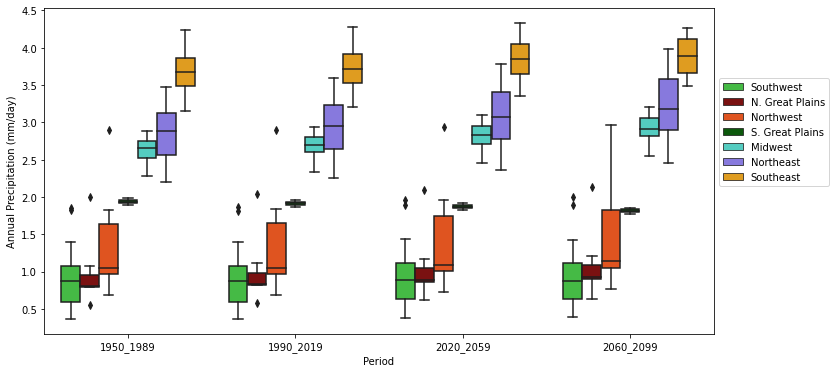 4.5
4.0
3.5
3.0
2.5
2.0
1.5
1.0
0.5
Annual Precipitation (mm/day)
1950_1989
1990_2019
2020_2059
2060_2099
Period
Southwest
N. Great Plains
Northwest
S. Great Plains
Midwest
Northeast
Southeast